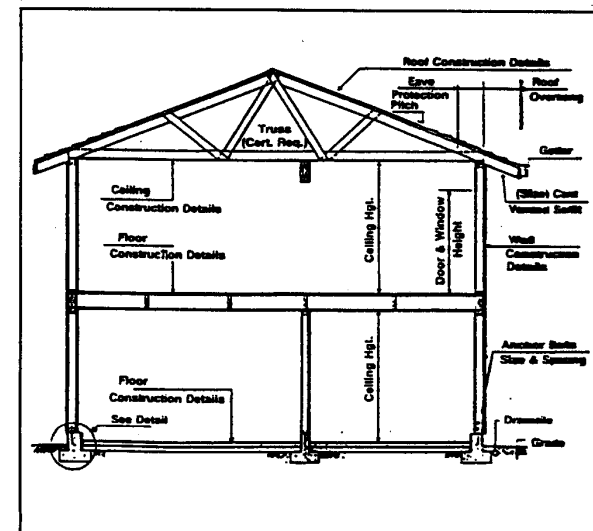 Roof Construction Details
Eave
Protection
Pitch
Roof
Overhang
Truss
(Cert. Req.)
Gutter
(Size) Cont
Vented Soffit
Ceiling
Construction Details
Ceiling Hgt.
Door & Window
Height
Wall
Construction
Details
Floor
Construction Details
Ceiling Hgt.
Anchor Bolts
Size & Spacing
Floor
Construction Details
See Detail
Draintile
Grade